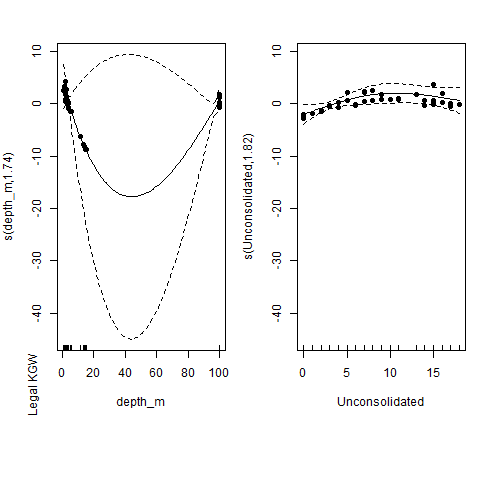 10
0
-10
-20
-30
-40
s(depth_m,1.74)
0 20 40 60 80 100
depth_m
Legal KGW
10
0
-10
-20
-30
-40
s(Unconsolidated,1.82)
0 5 10 15
Unconsolidated